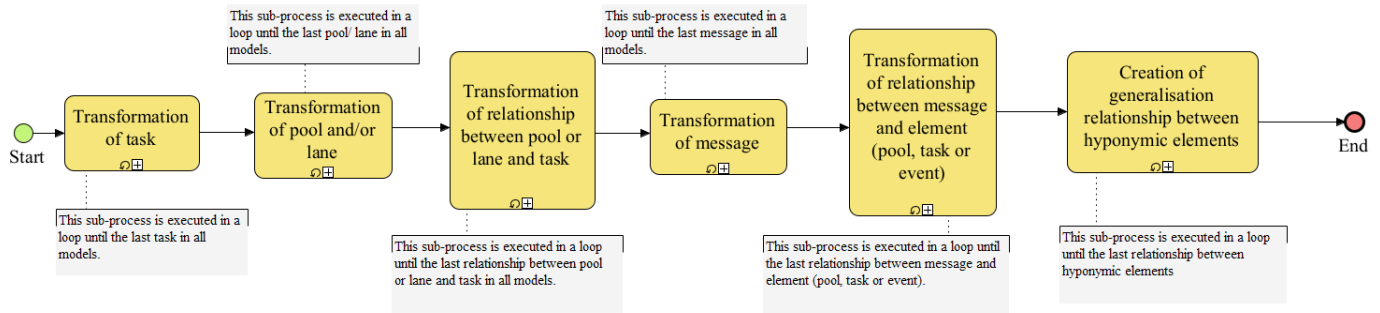 Start
Transformation
of task
This sub-process is executed in a
loop until the last task in all
models.
This sub-process is executed in a
loop until the last pool/ lane in all
models.
Transformation
of pool and/or
lane
Transformation
of relationship
between pool or
lane and task
This sub-process is executed in a loop
until the last relationship between pool
or lane and task in all models.
This sub-process is executed in a
loop until the last message in all
models.
Transformation
of message
Transformation
of relationship
between message
and element
(pool, task or
event)
This sub-process is executed in a loop until
the last relationship between message and
element (pool, task or event).
Creation of
generalisation
relationship between
hyponymic elements
This sub-process is executed in a loop
until the last relationship between
hyponymic elements
End